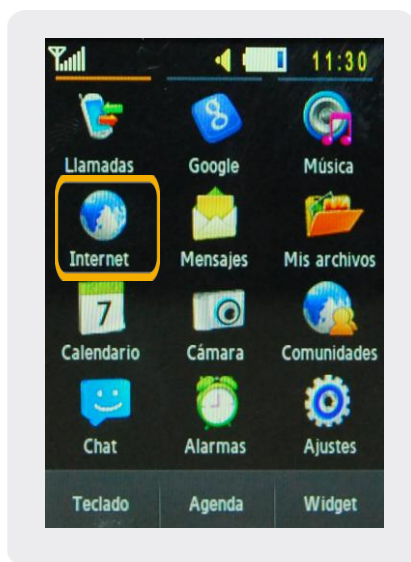 11:30
Llamadas Google Música
Internet Mensajes Mis archivos
7
Calendario Cámara Comunidades
Chat Alarmas Ajustes
Teclado Agenda Widget